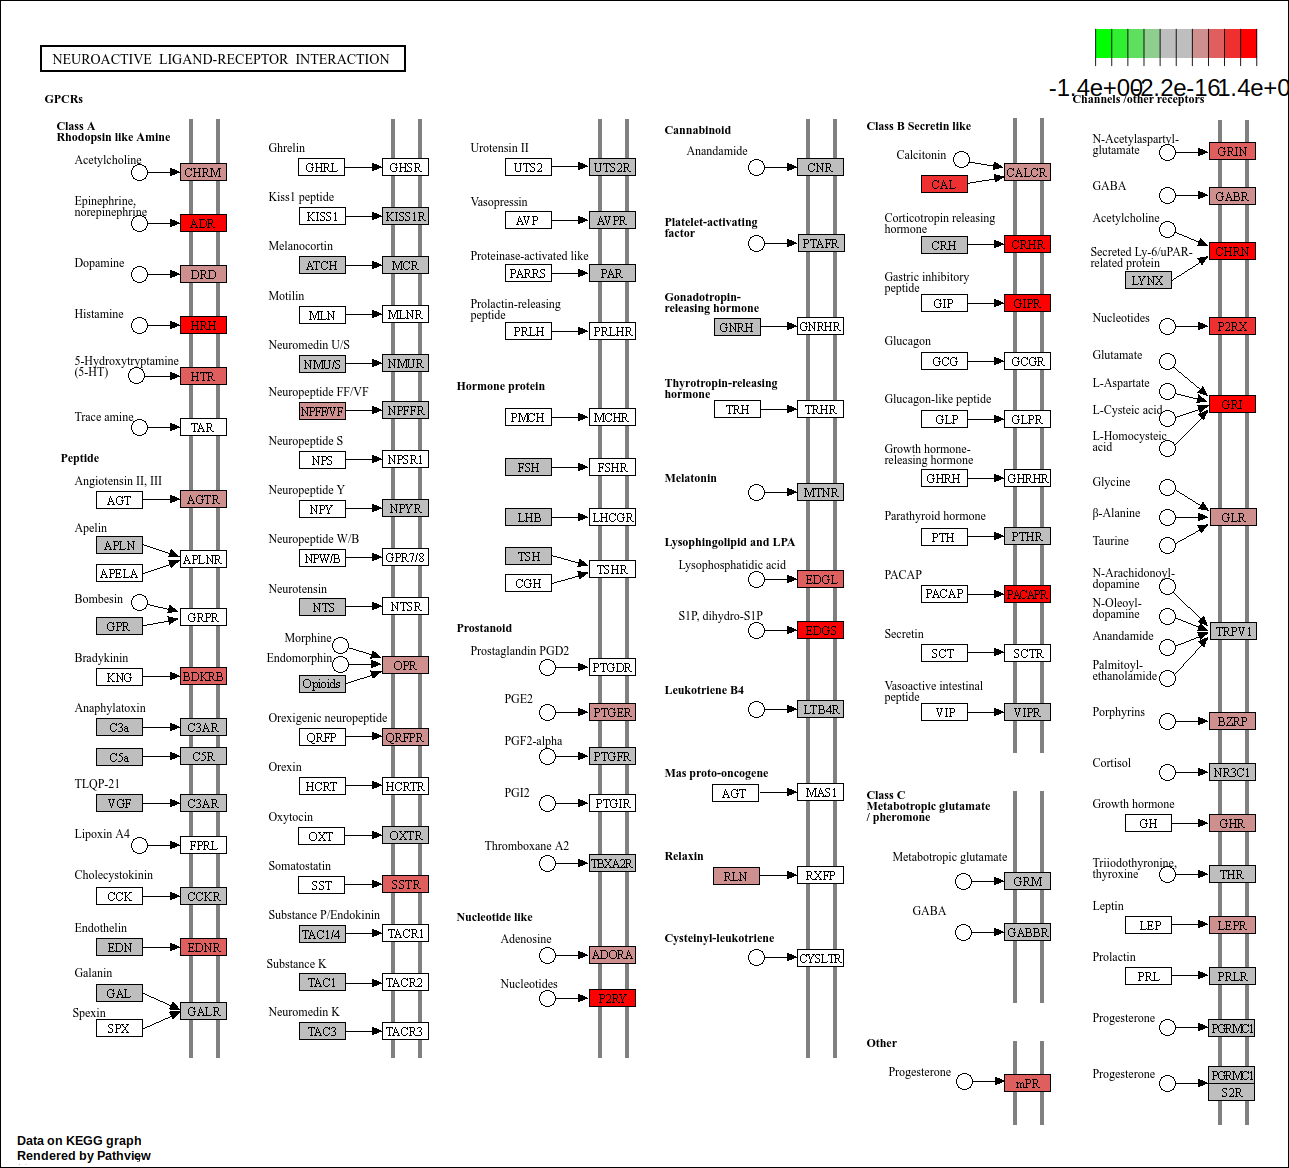 NEUROACTIVE LIGAND-RECEPTOR INTERACTION
-1.4e+00
-2.2e-16
1.4e+0
GPCRs
Class A
Rhodopsin like Amine
Acetylcholine
CHRM
Epinephrine,
norepinephrine
ADR
Dopamine
DRD
Histamine
HRH
5-Hydroxytryptamine
(5-HT)
HTR
Trace amine
TAR
Peptide
Angiotensin II, III
AGT
AGTR
Apelin
APLN
APELA
APLNR
Bombesin
GPR
GRPR
Bradykinin
KNG
BDKRB
Anaphylatoxin
C3a
C3AR
C5a
C5R
TLQP-21
VGF
C3AR
Lipoxin A4
FPRL
Cholecystokinin
CCK
CCKR
Endothelin
EDN
EDNR
Galanin
GAL
GALR
Spexin
SPX
Ghrelin
GHRL
GHSR
Kiss1 peptide
KISS1
KISS1R
Melanocortin
ATCH
MCR
Motilin
MLN
MLNR
Neuromedin U/S
NMU/S
NMUR
Neuropeptide FF/VF
NPFF/VF
NPFFR
Neuropeptide S
NPS
NPSR1
Neuropeptide Y
NPY
NPYR
Neuropeptide W/B
NPW/B
GPR7/8
Neurotensin
NTS
NTSR
Morphine
Endomorphin
Opioids
OPR
Orexigenic neuropeptide
QRFP
QRFPR
Orexin
HCRT
HCRTR
Oxytocin
OXT
OXTR
Somatostatin
SST
SSTR
Substance P/Endokinin
TAC1/4
TACR1
Substance K
TAC1
TACR2
Neuromedin K
TAC3
TACR3
Urotensin II
UTS2
UTS2R
Vasopressin
AVP
AVPR
Proteinase-activated like
PARRS
PAR
Prolactin-releasing
peptide
PRLH
PRLHR
Hormone protein
PMCH
MCHR
FSH
FSHR
LHB
LHCGR
TSH
CGH
TSHR
Prostanoid
Prostaglandin PGD2
PTGDR
PGE2
PTGER
PGF2-alpha
PTGFR
PGI2
PTGIR
Thromboxane A2
TBXA2R
Nucleotide like
Adenosine
ADORA
Nucleotides
P2RY
Cannabinoid
Anandamide
CNR
Platelet-activating
factor
PTAFR
Gonadotropin-
releasing hormone
GNRH
GNRHR
Thyrotropin-releasing
hormone
TRH
TRHR
Melatonin
MTNR
Lysophingolipid and LPA
Lysophosphatidic acid
EDGL
S1P, dihydro-S1P
EDGS
Leukotriene B4
LTB4R
Mas proto-oncogene
AGT
MAS1
Relaxin
RLN
RXFP
Cysteinyl-leukotriene
CYSLTR
Class B Secretin like
Calcitonin
CAL
CALCR
Corticotropin releasing
hormone
CRH
CRHR
Gastric inhibitory
peptide
GIP
GIPR
Glucagon
GCG
GCGR
Glucagon-like peptide
GLP
GLPR
Growth hormone-
releasing hormone
GHRH
GHRHR
Parathyroid hormone
PTH
PTHR
PACAP
PACAP
PACAPR
Secretin
SCT
SCTR
Vasoactive intestinal
peptide
VIP
VIPR
Class C
Metabotropic glutamate
/ pheromone
Metabotropic glutamate
GRM
GABA
GABBR
Other
Progesterone
mPR
Channels /other receptors
N-Acetylaspartyl-
glutamate
GRIN
GABA
GABR
Acetylcholine
CHRN
Secreted Ly-6/uPAR-
related protein
LYNX
Nucleotides
P2RX
Glutamate
L-Aspartate
L-Cysteic acid
GRI
L-Homocysteic
acid
Glycine
β-Alanine
GLR
Taurine
N-Arachidonoyl-
dopamine
N-Oleoyl-
dopamine
TRPV1
Anandamide
Palmitoyl-
ethanolamide
Porphyrins
BZRP
Cortisol
NR3C1
Growth hormone
GH
GHR
Triiodothyronine,
thyroxine
THR
Leptin
LEP
LEPR
Prolactin
PRL
PRLR
Progesterone
PGRMC1
Progesterone
PGRMC1
S2R
Data on KEGG graph
Rendered by Pathview